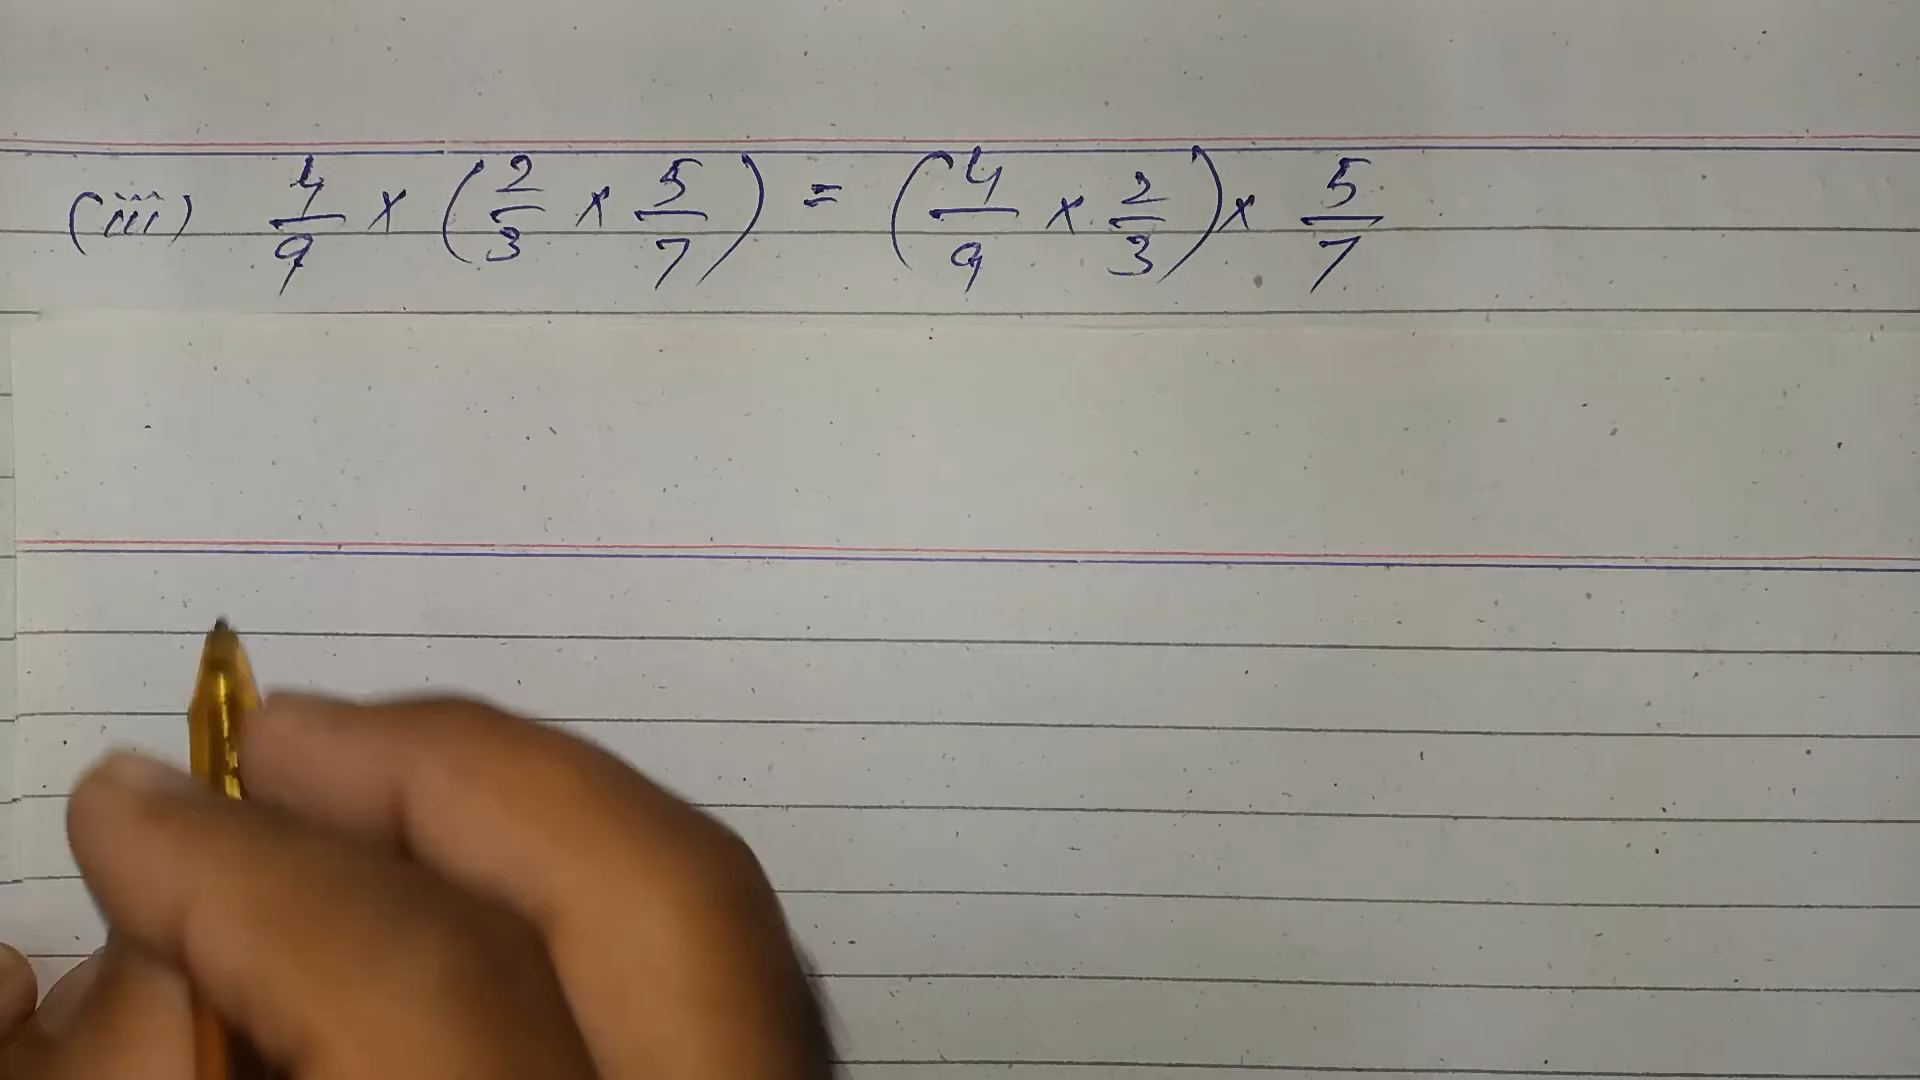 (iii) 4/9 × (2/3 × 5/7) = (4/9 × 2/3) × 5/7